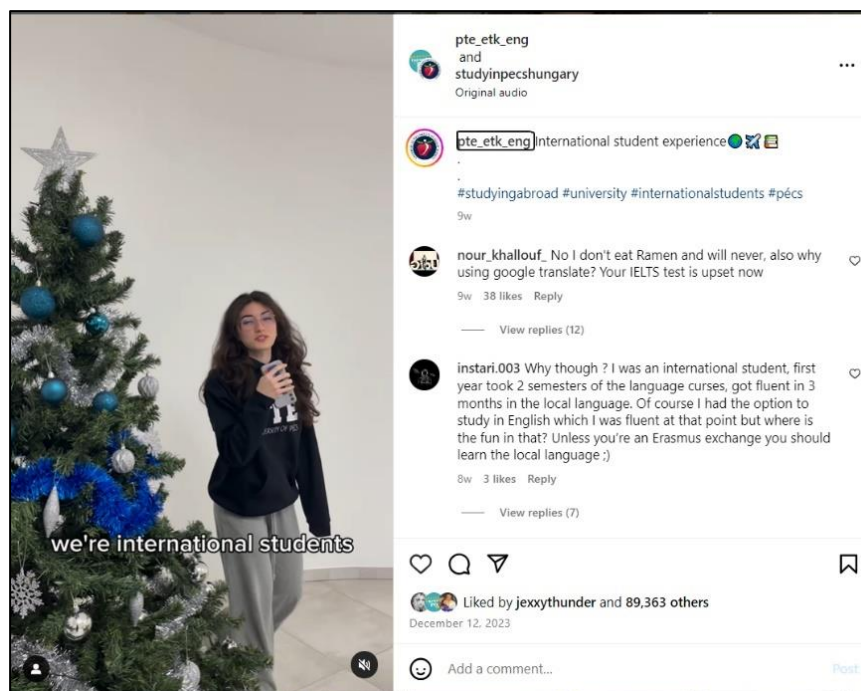 pte_etk_eng
and
studyinpecshungary
Original audio
pte_etk_eng International student experience🌍✈️📚
.
.
#studyingabroad #university #internationalstudents #pécs
9w
nour_khallouf_ No I don't eat Ramen and will never, also why
using google translate? Your IELTS test is upset now
9w 38 likes Reply
View replies (12)
instari.003 Why though ? I was an international student, first
year took 2 semesters of the language curses, got fluent in 3
months in the local language. Of course I had the option to
study in English which I was fluent at that point but where is
the fun in that? Unless you're an Erasmus exchange you should
learn the local language ;)
8w 3 likes Reply
View replies (7)
we're international students
Liked by jexxythunder and 89,363 others
December 12, 2023
Add a comment...
Post